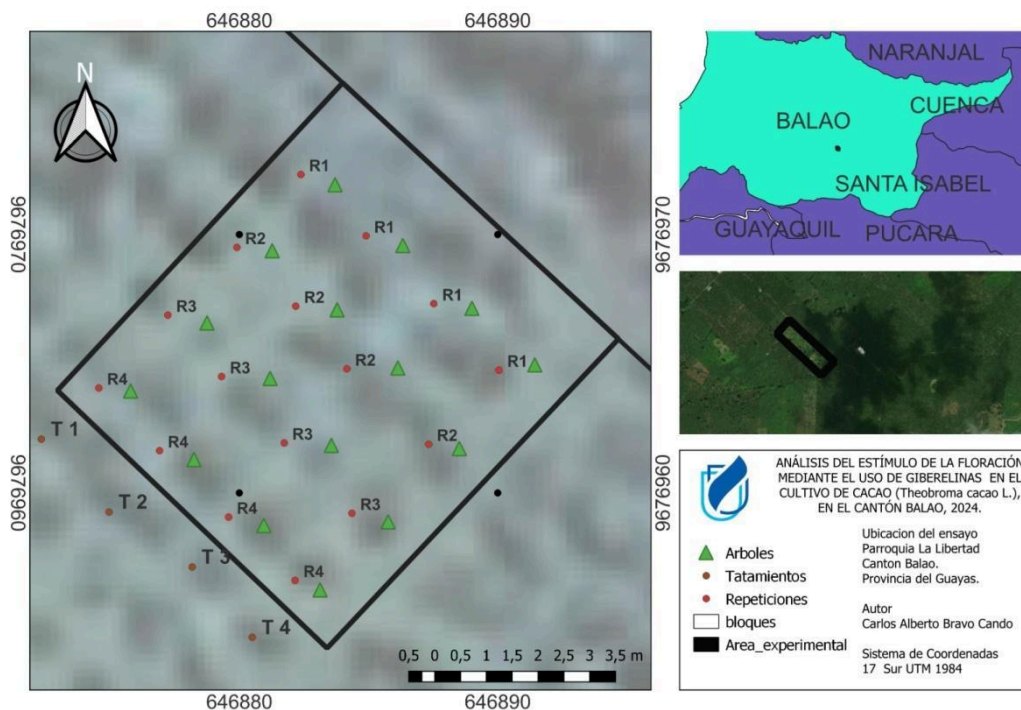 646880 646890
N
R1
R1
R2
R1
R2
R3
R2
R1
R3
R4
R3
R2
R4
T 1
R3
R4
T 2
T 3
R4
T 4
9676970
9676960
9676970
9676960
0,5 0 0,5 1 1,5 2 2,5 3 3,5 m
646880 646890
NARANJAL
CUENCA
BALAO
SANTA ISABEL
GUAYAQUIL
PUCARA
ANÁLISIS DEL ESTÍMULO DE LA FLORACIÓN
MEDIANTE EL USO DE GIBERELINAS EN EL
CULTIVO DE CACAO (Theobroma cacao L.),
EN EL CANTÓN BALAO, 2024.
Arboles
Tatamientos
Repeticiones
bloques
Area_experimental
Ubicacion del ensayo
Parroquia La Libertad
Canton Balao.
Provincia del Guayas.
Autor
Carlos Alberto Bravo Cando
Sistema de Coordenadas
17 Sur UTM 1984